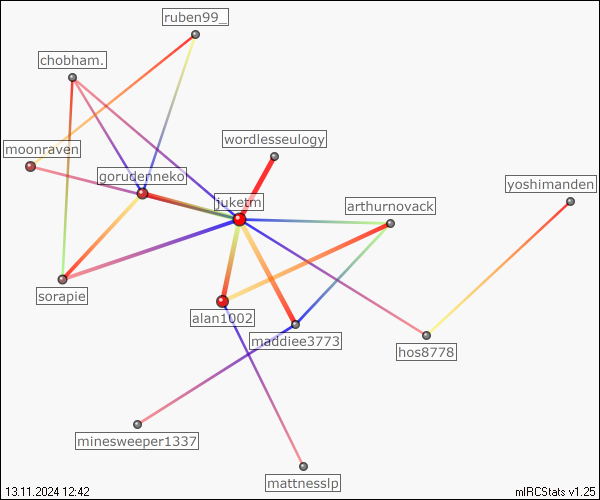 ruben99_
chobham.
wordlesseulogy
moonraven
gorudenneko
yoshimanden
juketm
arthurnovack
sorapie
alan1002
maddiee3773
hos8778
minesweeper1337
mattnesslp
13.11.2024 12:42
mIRCStats v1.25